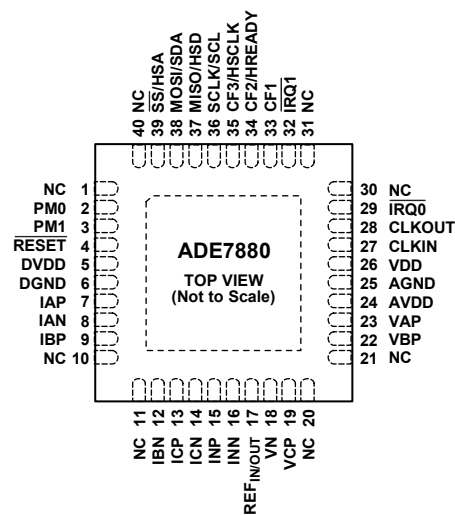 40 NC
39 SS/HSA
38 MOSI/SDA
37 MISO/HSD
36 SCLK/SCL
35 CF3/HSCLK
34 CF2/HREADY
33 CF1
32 IRQ1
31 NC
NC 1
PM0 2
PM1 3
RESET 4
DVDD 5
DGND 6
IAP 7
IAN 8
IBP 9
NC 10
ADE7880
TOP VIEW
(Not to Scale)
30 NC
29 IRQ0
28 CLKOUT
27 CLKIN
26 VDD
25 AGND
24 AVDD
23 VAP
22 VBP
21 NC
NC 11
IBN 12
ICP 13
ICN 14
INP 15
INN 16
REFIN/OUT 17
VN 18
VCP 19
NC 20